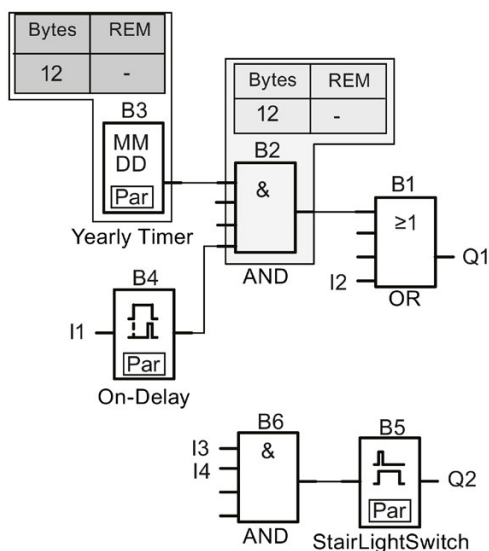 Bytes REM
12 -
B3
MM
DD
Par
Yearly Timer
Bytes REM
12 -
B2
&
AND
B1
≥1
Q1
I2
OR
B4
I1
Par
On-Delay
B6
I3
&
I4
AND
B5
Q2
Par
StairLightSwitch